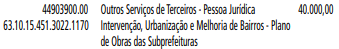 44903900.00 Outros Serviços de Terceiros - Pessoa Jurídica 40.000,00
63.10.15.451.3022.1170 Intervenção, Urbanização e Melhoria de Bairros - Plano
de Obras das Subprefeituras